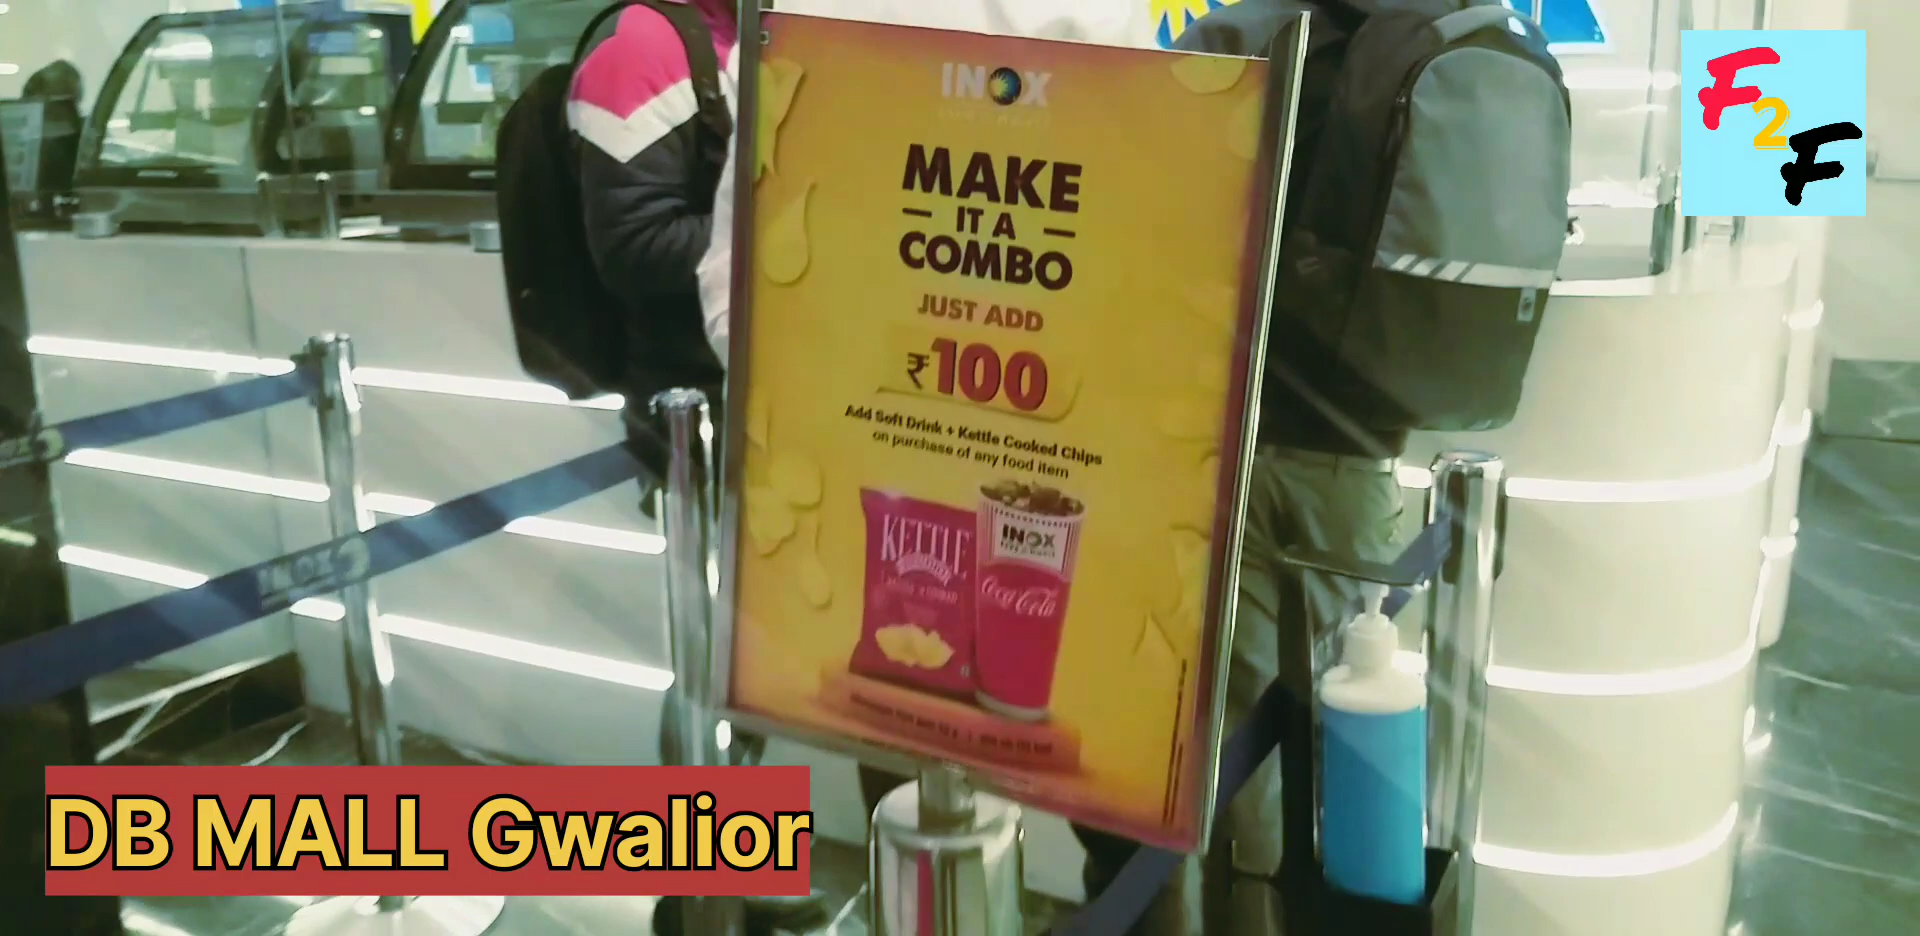 INOX
MAKE
IT A
COMBO
JUST ADD
₹100
Add Soft Drink + Kettle Cooked Chips
on purchase of any food item
KETTLE
INOX
Coca-Cola
F2F
DB MALL Gwalior